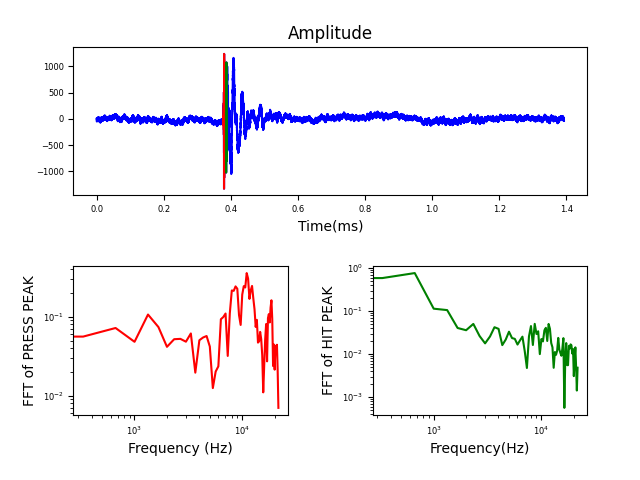 Amplitude
1000
500
0
−500
−1000
0.0 0.2 0.4 0.6 0.8 1.0 1.2 1.4
Time(ms)
FFT of PRESS PEAK
10⁻¹
10⁻²
10³ 10⁴
Frequency (Hz)
FFT of HIT PEAK
10⁰
10⁻¹
10⁻²
10⁻³
10³ 10⁴
Frequency(Hz)